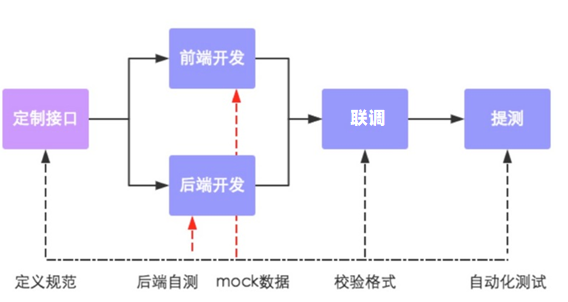 前端开发
定制接口
联调
提测
后端开发
定义规范
后端自测
mock数据
校验格式
自动化测试